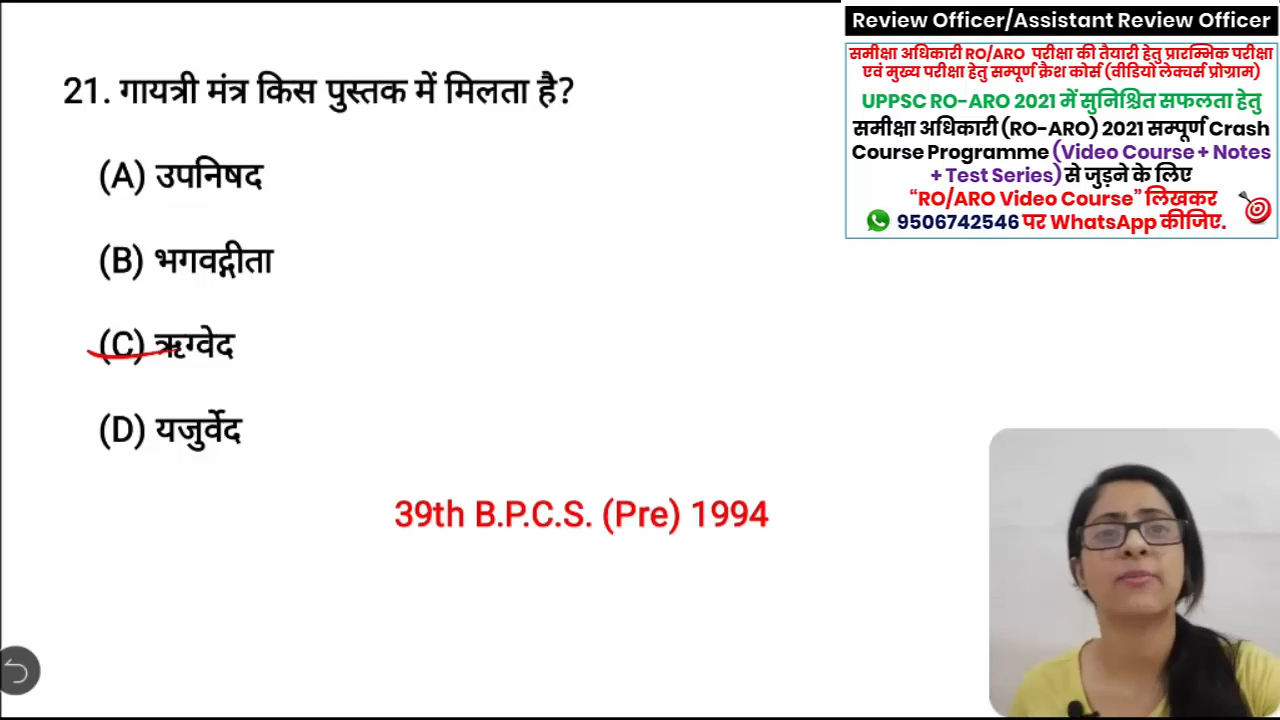 Review Officer/Assistant Review Officer
समीक्षा अधिकारी RO/ARO परीक्षा की तैयारी हेतु प्रारम्भिक परीक्षा
एवं मुख्य परीक्षा हेतु सम्पूर्ण क्रैश कोर्स (वीडियो लेक्चर्स प्रोग्राम)
UPPSC RO-ARO 2021 में सुनिश्चित सफलता हेतु
समीक्षा अधिकारी (RO-ARO) 2021 सम्पूर्ण Crash
Course Programme (Video Course + Notes
+ Test Series) से जुड़ने के लिए
“RO/ARO Video Course” लिखकर
9506742546 पर WhatsApp कीजिए.
21. गायत्री मंत्र किस पुस्तक में मिलता है?
(A) उपनिषद
(B) भगवद्गीता
(C) ऋग्वेद
(D) यजुर्वेद
39th B.P.C.S. (Pre) 1994